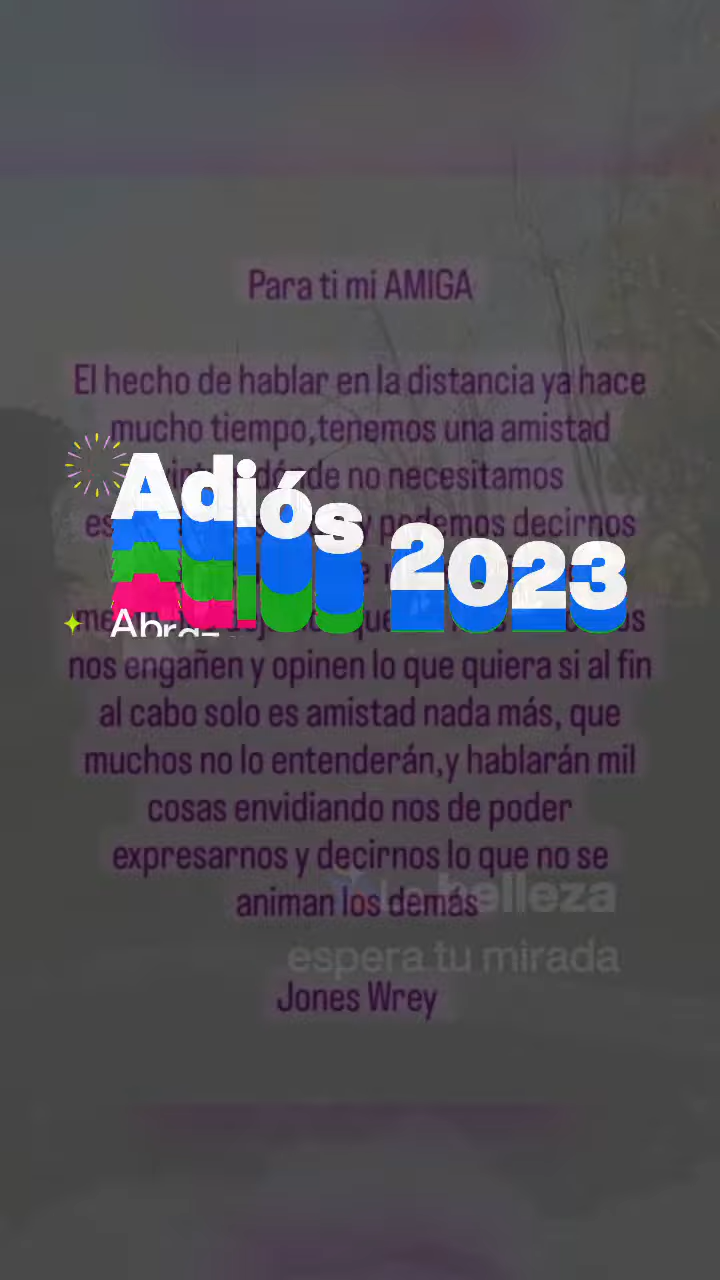 Para ti mi AMIGA
El hecho de hablar en la distancia ya hace
mucho tiempo,tenemos una amistad
de no necesitamos
y podemos decirnos
Adiós 2023
nos engañen y opinen lo que quiera si al fin
al cabo solo es amistad nada más, que
muchos no lo entenderán,y hablarán mil
cosas envidiando nos de poder
expresarnos y decirnos lo que no se
animan los demás
La belleza
espera tu mirada
Jones Wrey